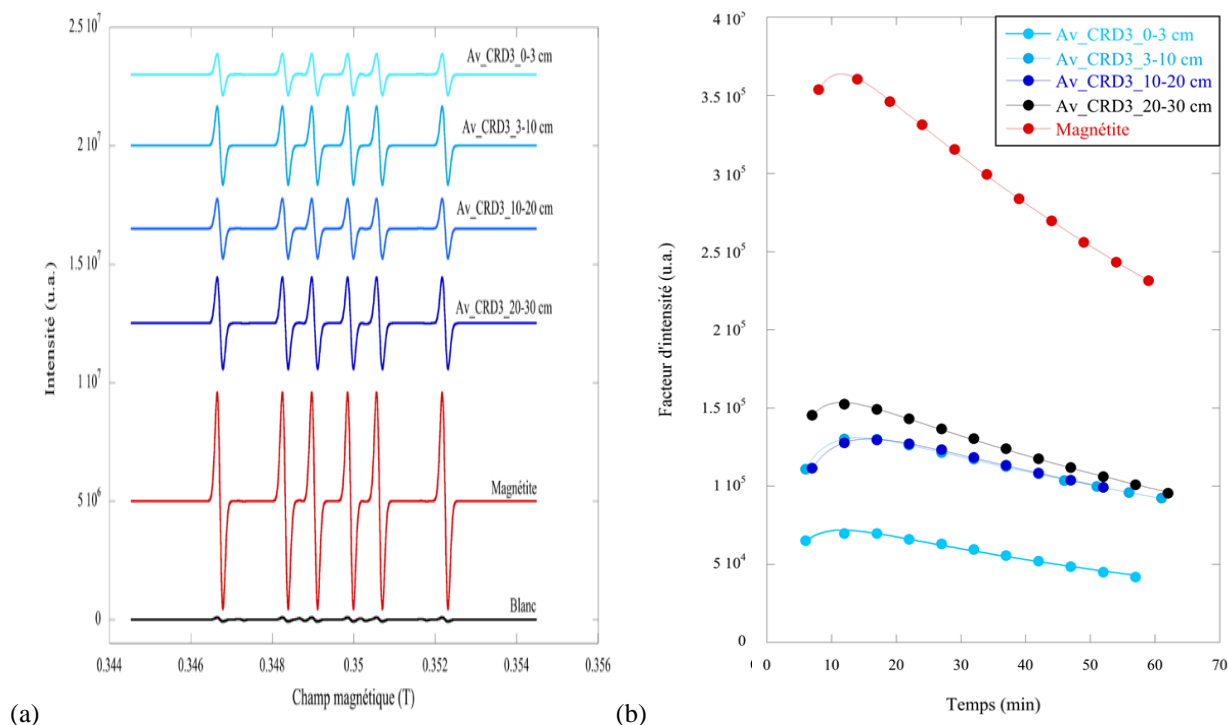 2.5 10⁷
2 10⁷
1.5 10⁷
1 10⁷
5 10⁶
0
Intensité (u.a.)
Av_CRD3_0-3 cm
Av_CRD3_3-10 cm
Av_CRD3_10-20 cm
Av_CRD3_20-30 cm
Magnétite
Blanc
0.344 0.346 0.348 0.35 0.352 0.354 0.356
Champ magnétique (T)
(a)
4 10⁵
3.5 10⁵
3 10⁵
2.5 10⁵
2 10⁵
1.5 10⁵
1 10⁵
5 10⁴
0
Facteur d'intensité (u.a.)
Av_CRD3_0-3 cm
Av_CRD3_3-10 cm
Av_CRD3_10-20 cm
Av_CRD3_20-30 cm
Magnétite
0 10 20 30 40 50 60 70
Temps (min)
(b)